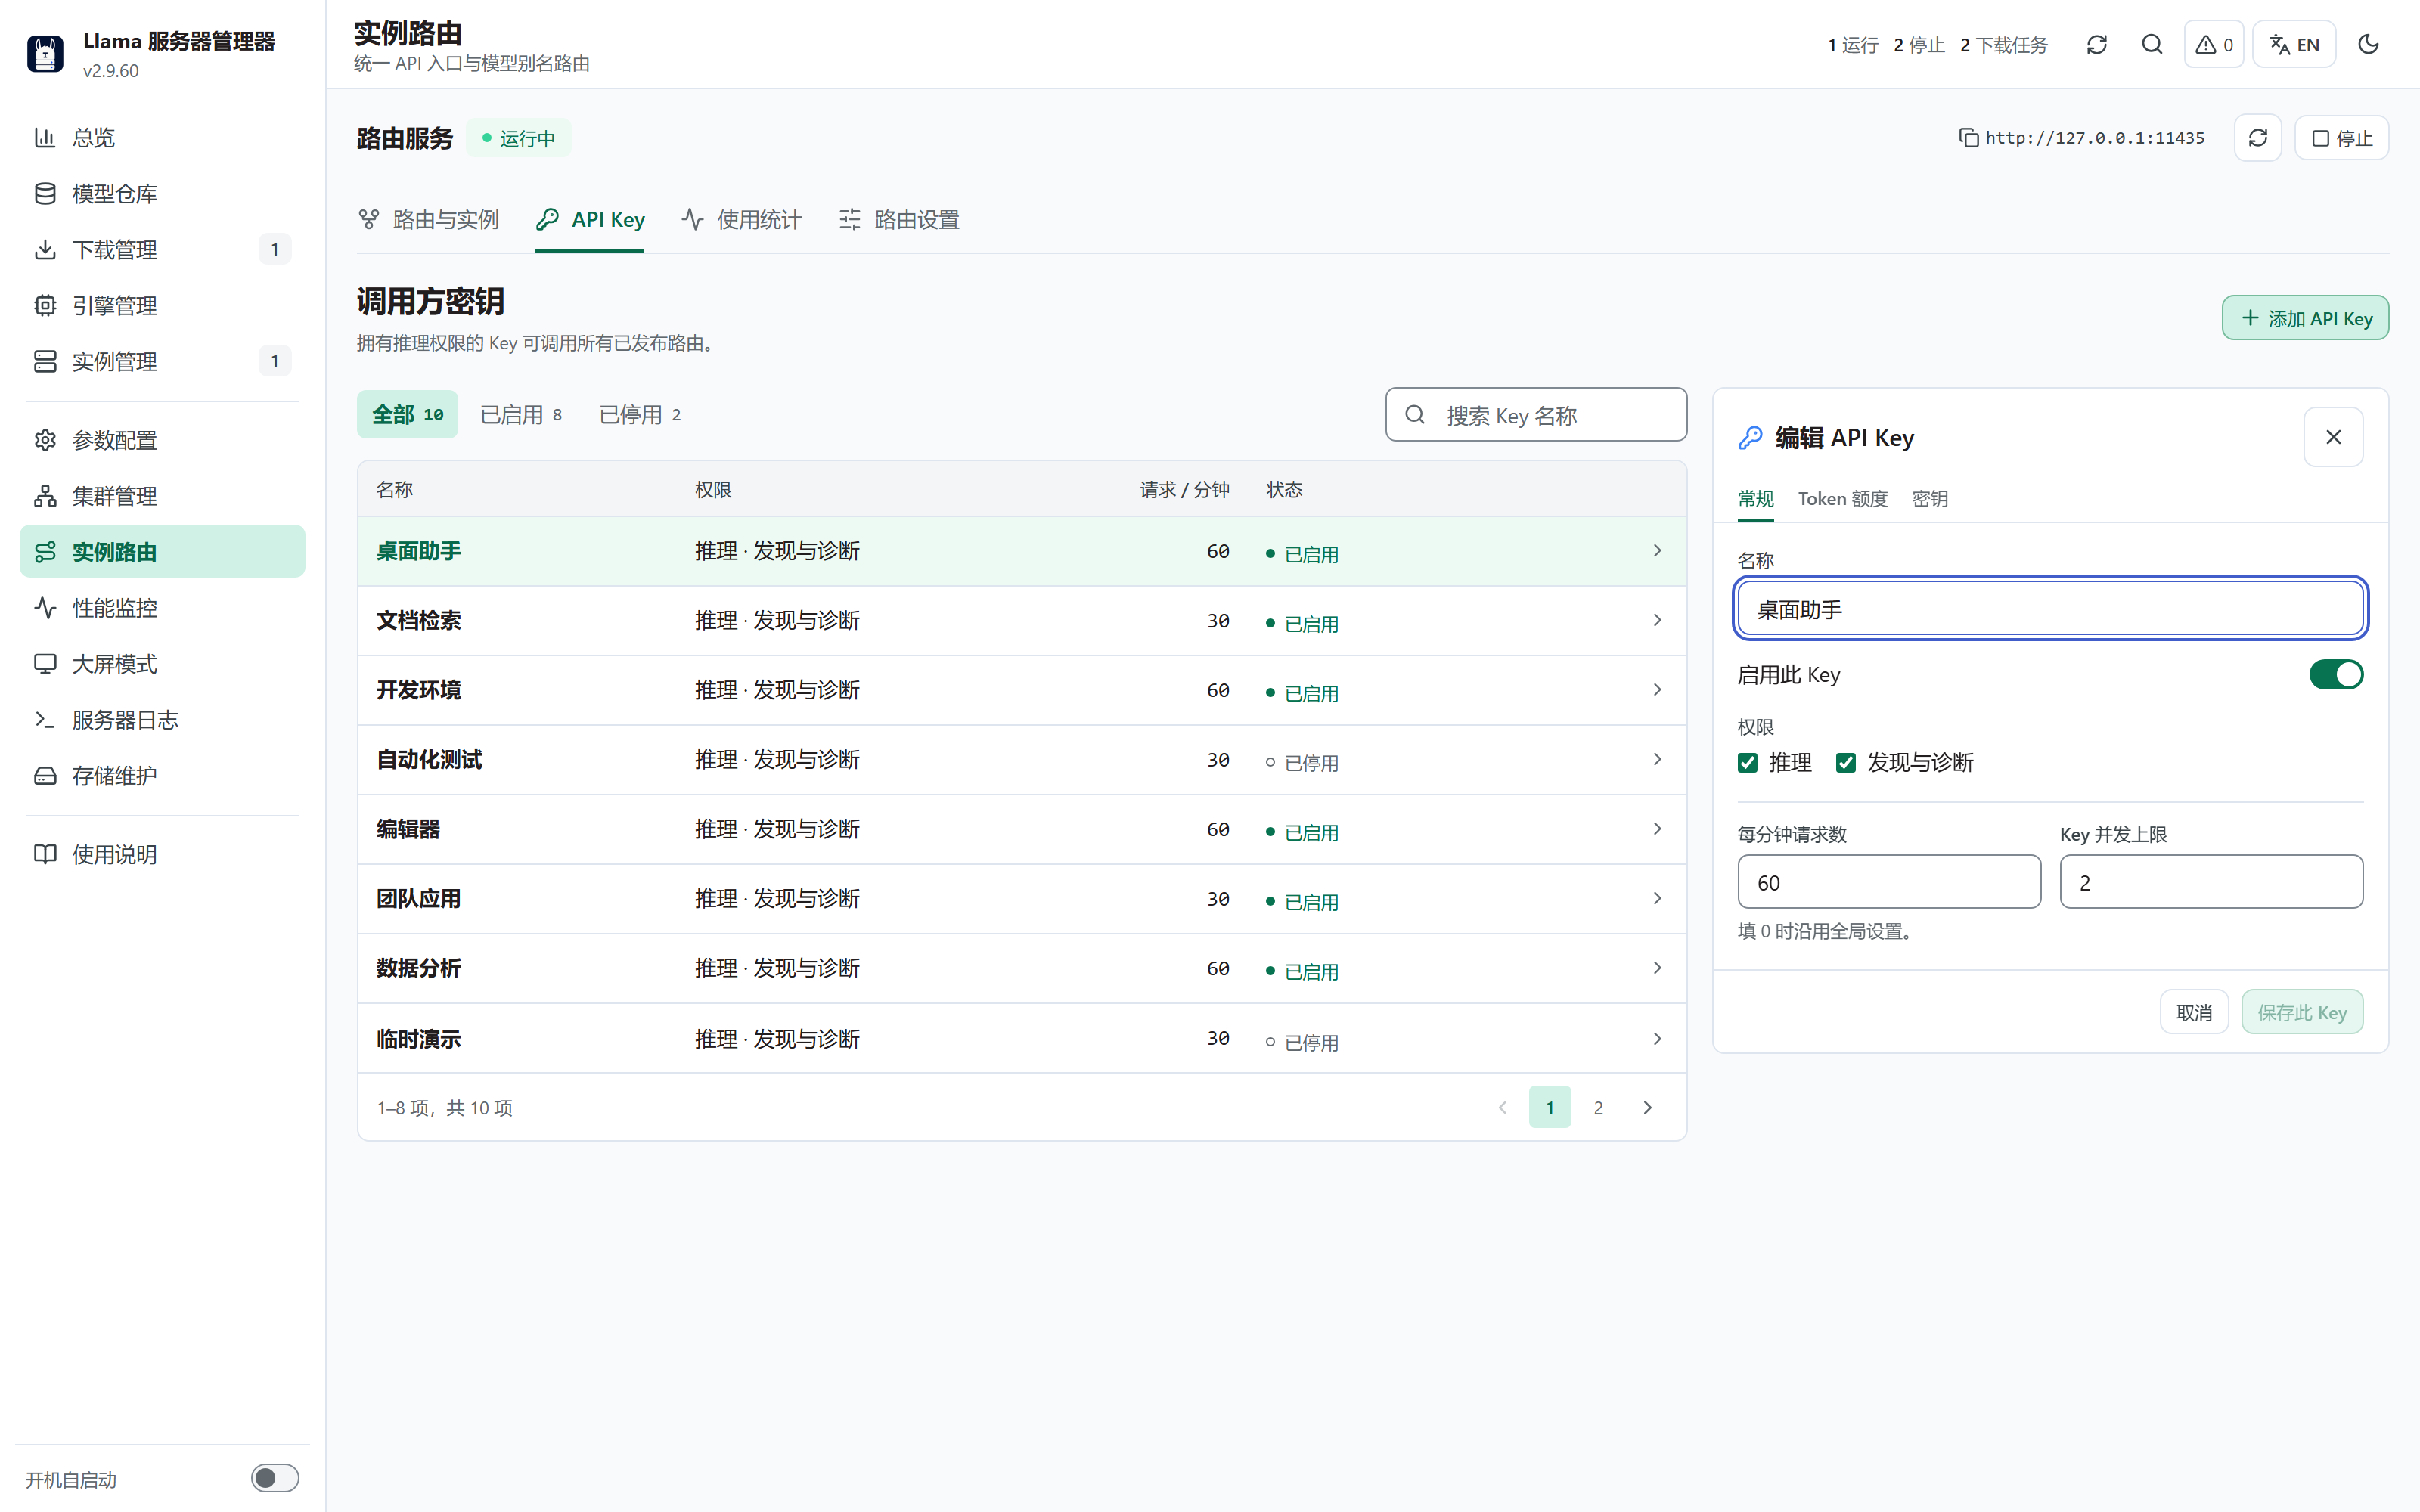 Llama 服务器管理器
v2.9.60
总览
模型仓库
下载管理 1
引擎管理
实例管理 1
参数配置
集群管理
实例路由
性能监控
大屏模式
服务器日志
存储维护
使用说明
开机自启动
实例路由
统一 API 入口与模型别名路由
1 运行 2 停止 2 下载任务
0
EN
路由服务 运行中
http://127.0.0.1:11435
停止
路由与实例 API Key 使用统计 路由设置
调用方密钥
拥有推理权限的 Key 可调用所有已发布路由。
添加 API Key
全部 10 已启用 8 已停用 2
搜索 Key 名称
名称 权限 请求 / 分钟 状态
桌面助手 推理 · 发现与诊断 60 已启用
文档检索 推理 · 发现与诊断 30 已启用
开发环境 推理 · 发现与诊断 60 已启用
自动化测试 推理 · 发现与诊断 30 已停用
编辑器 推理 · 发现与诊断 60 已启用
团队应用 推理 · 发现与诊断 30 已启用
数据分析 推理 · 发现与诊断 60 已启用
临时演示 推理 · 发现与诊断 30 已停用
1–8 项，共 10 项
1 2
编辑 API Key
常规 Token 额度 密钥
名称
桌面助手
启用此 Key
权限
推理 发现与诊断
每分钟请求数 Key 并发上限
60 2
填 0 时沿用全局设置。
取消 保存此 Key